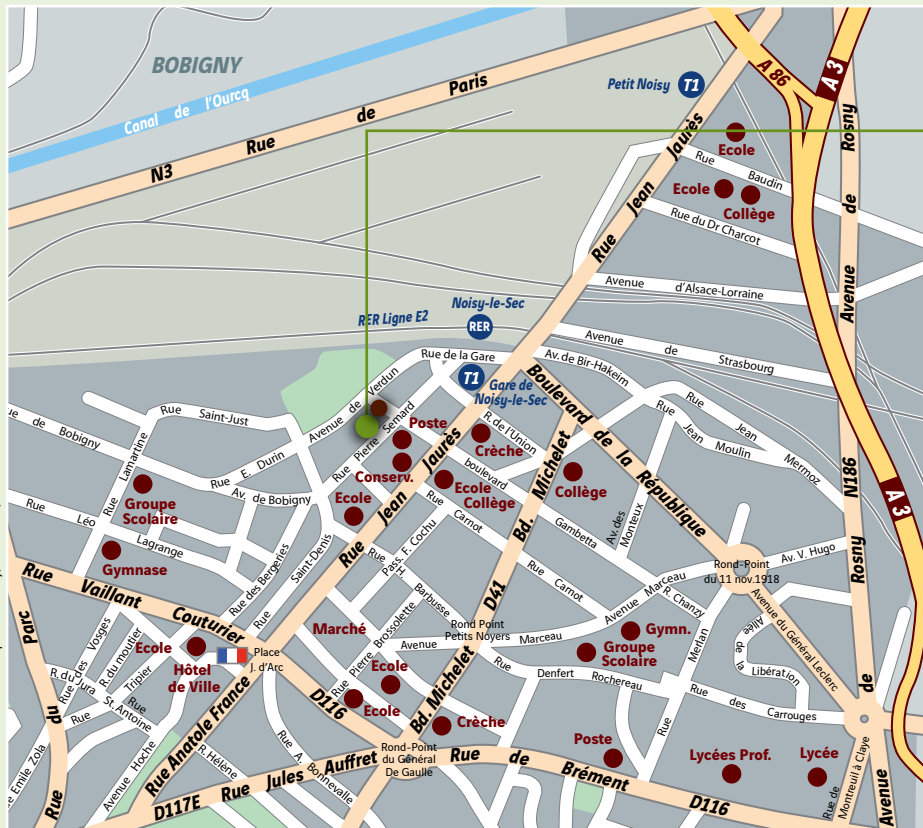 BOBIGNY
Canal de l'Ourcq
N3 Rue de Paris
Petit Noisy
T1
A 86
A 3
Rue Jean Jaurès
Ecole
Rue Baudin
Ecole
Collège
Rue du Dr Charcot
Avenue de Rosny
Avenue d'Alsace-Lorraine
Noisy-le-Sec
RER
RER Ligne E2
Avenue de Strasbourg
Rue de la Gare
Av. de Bir-Hakeim
T1
Gare de
Noisy-le-Sec
Boulevard de la République
Avenue de Verdun
Rue Pierre Semard
Rue Saint-Just
de Bobigny
Rue E. Durin
Av. de Bobigny
Rue Lamartine
Poste
Conserv.
Crèche
R. de l'Union
Rue Jean Mermoz
Rue Jean Moulin
Groupe
Scolaire
Ecole
Rue Jean Jaurès
Ecole
Collège
boulevard Gambetta
Collège
Bd. Michelet
Av. des
Monteux
N186
A 3
Rue Léo Lagrange
Gymnase
Rue des Bergeries
Rue Saint-Denis
Rue Carnot
Rue Carnot
Pass. F. Cochu
Rue H. Barbusse
D41
Rond-Point
du 11 nov.1918
Av. V. Hugo
Rosny
Rue Vaillant Couturier
Parc
Avenue Marceau
R. Chanzy
Avenue du Général Leclerc
Allée de la Libération
Marché
Rue Pierre Brossolette
Rond Point
Petits Noyers
Avenue Marceau
Gymn.
Groupe
Scolaire
Rue Merlan
Ecole
Hôtel
de Ville
Place
J. d'Arc
Rue des Vosges
R. du moutier
R. du Jura
Rue Tripier
Rue St. Antoine
Ecole
Ecole
D116
Bd. Michelet
Crèche
Rue Denfert Rochereau
Rue des Carrouges
de
Rue Anatole France
Avenue Hoche
R. Hélène
Rue A. Bonnevalle
Rue Emile Zola
Rue du
Rond-Point
du Général
De Gaulle
D117E Rue Jules Auffret
Rue de Brément
D116
Poste
Lycées Prof.
Lycée
Rue de
Montreuil à Claye
Avenue